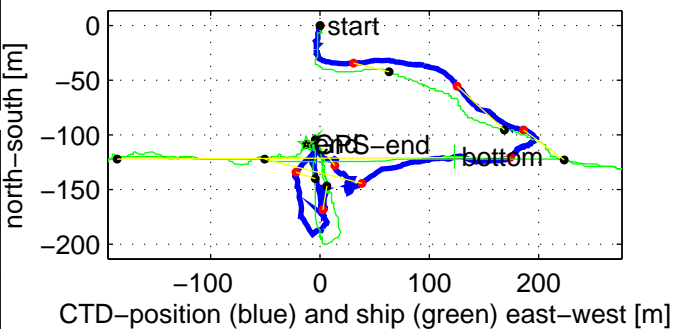 north−south [m]
0
−50
−100
−150
−200
start
end
GPS−end
bottom
−100
0
100
200
CTD−position (blue) and ship (green) east−west [m]